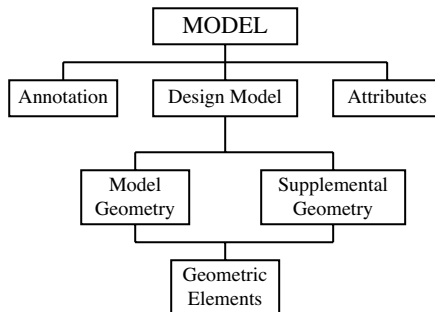 MODEL
Annotation
Design Model
Attributes
Model
Geometry
Supplemental
Geometry
Geometric
Elements